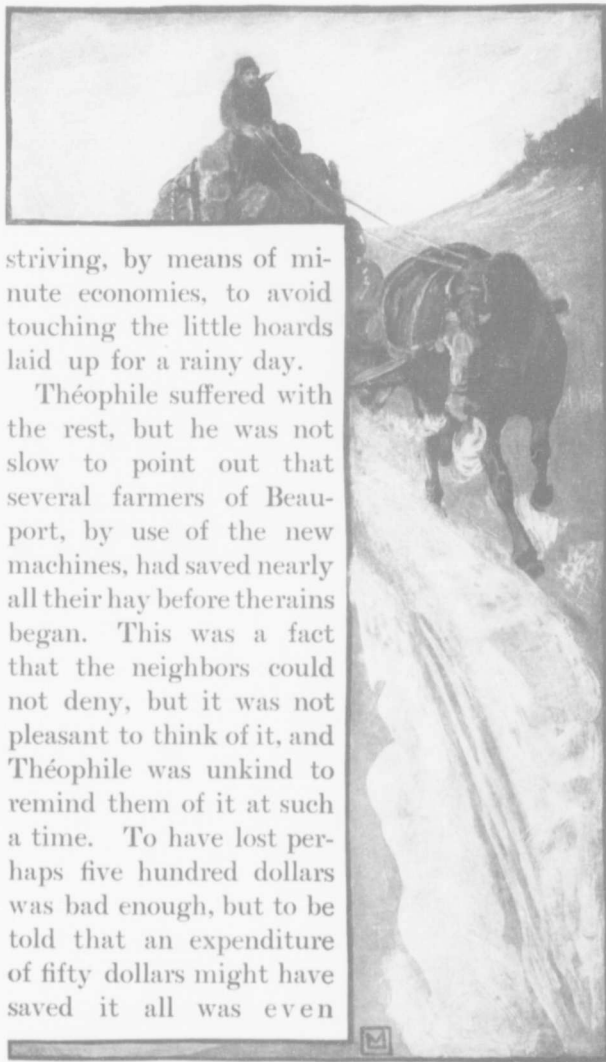 striving, by means of mi-
nute economies, to avoid
touching the little hoards
laid up for a rainy day.
Théophile suffered with
the rest, but he was not
slow to point out that
several farmers of Beau-
port, by use of the new
machines, had saved nearly
all their hay before therains
began. This was a fact
that the neighbors could
not deny, but it was not
pleasant to think of it, and
Théophile was unkind to
remind them of it at such
a time. To have lost per-
haps five hundred dollars
was bad enough, but to be
told that an expenditure
of fifty dollars might have
saved it all was even
M